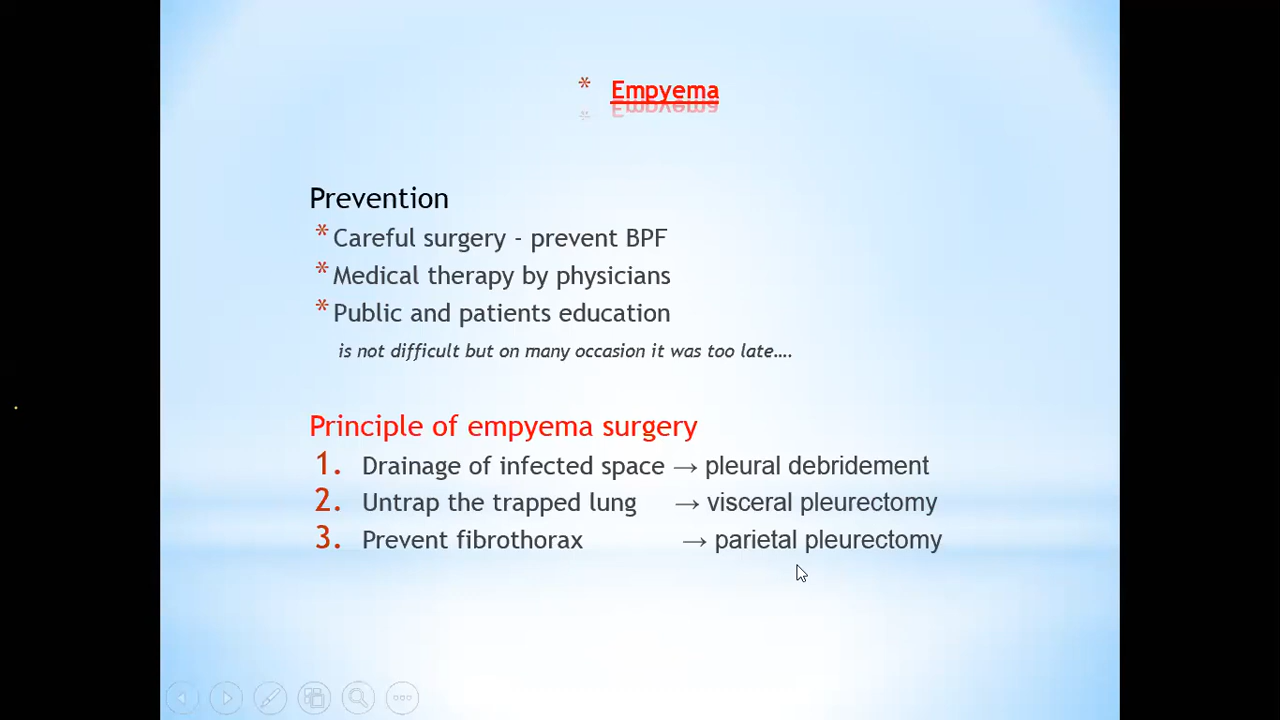 * Empyema
Prevention
* Careful surgery - prevent BPF
* Medical therapy by physicians
* Public and patients education
is not difficult but on many occasion it was too late….
Principle of empyema surgery
1. Drainage of infected space → pleural debridement
2. Untrap the trapped lung → visceral pleurectomy
3. Prevent fibrothorax → parietal pleurectomy